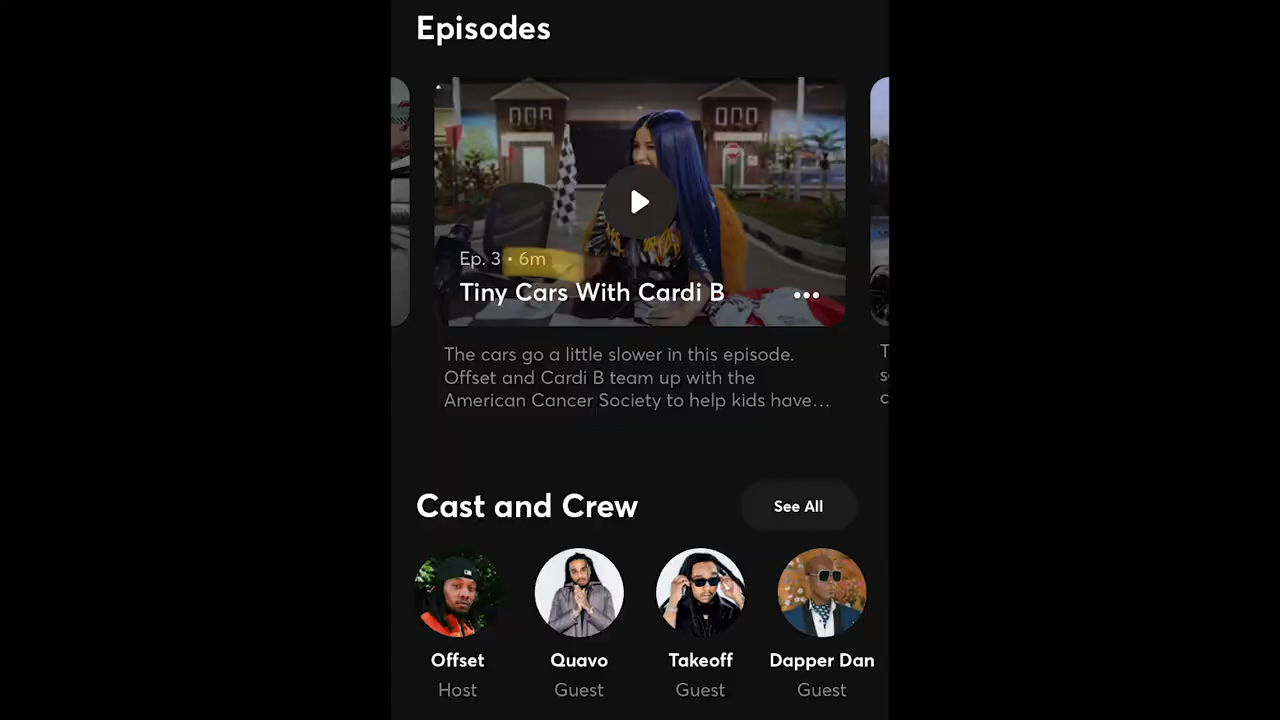 Episodes
Ep. 3 • 6m
Tiny Cars With Cardi B
The cars go a little slower in this episode.
Offset and Cardi B team up with the
American Cancer Society to help kids have…
T
s
c
Cast and Crew
See All
Offset
Host
Quavo
Guest
Takeoff
Guest
Dapper Dan
Guest